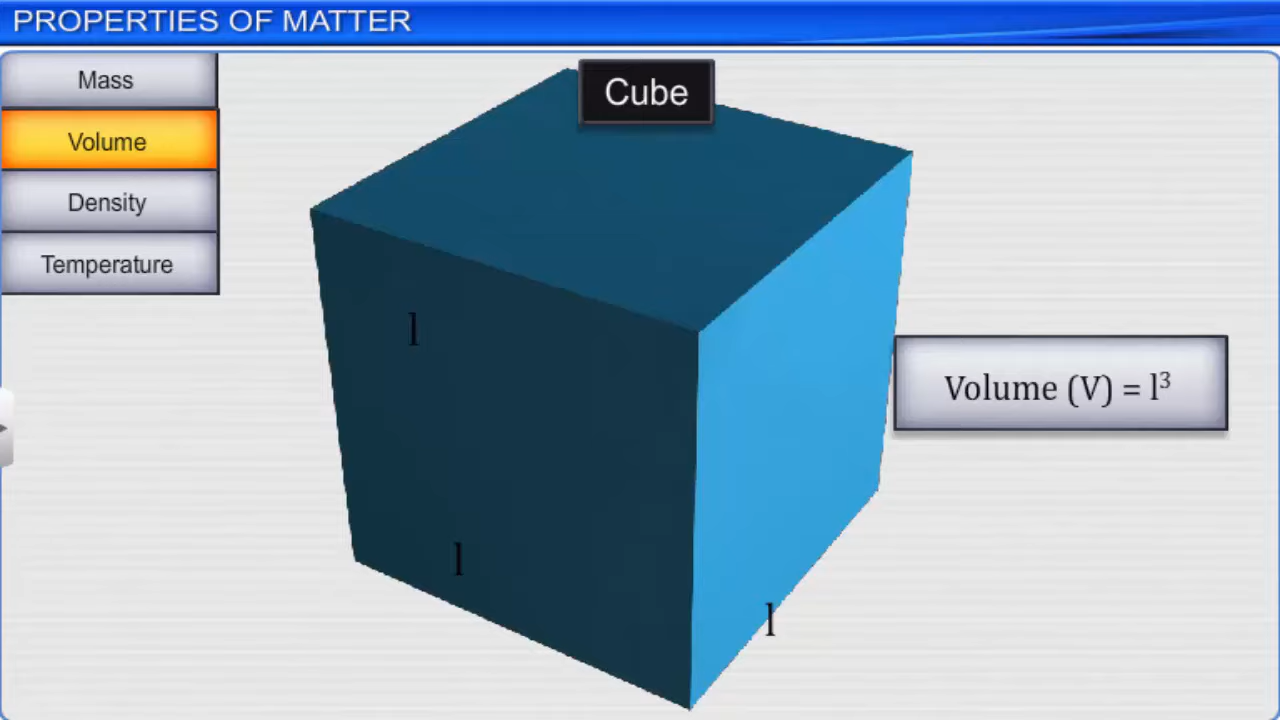 PROPERTIES OF MATTER
Mass
Volume
Density
Temperature
Cube
l
Volume (V) = l³
l
l